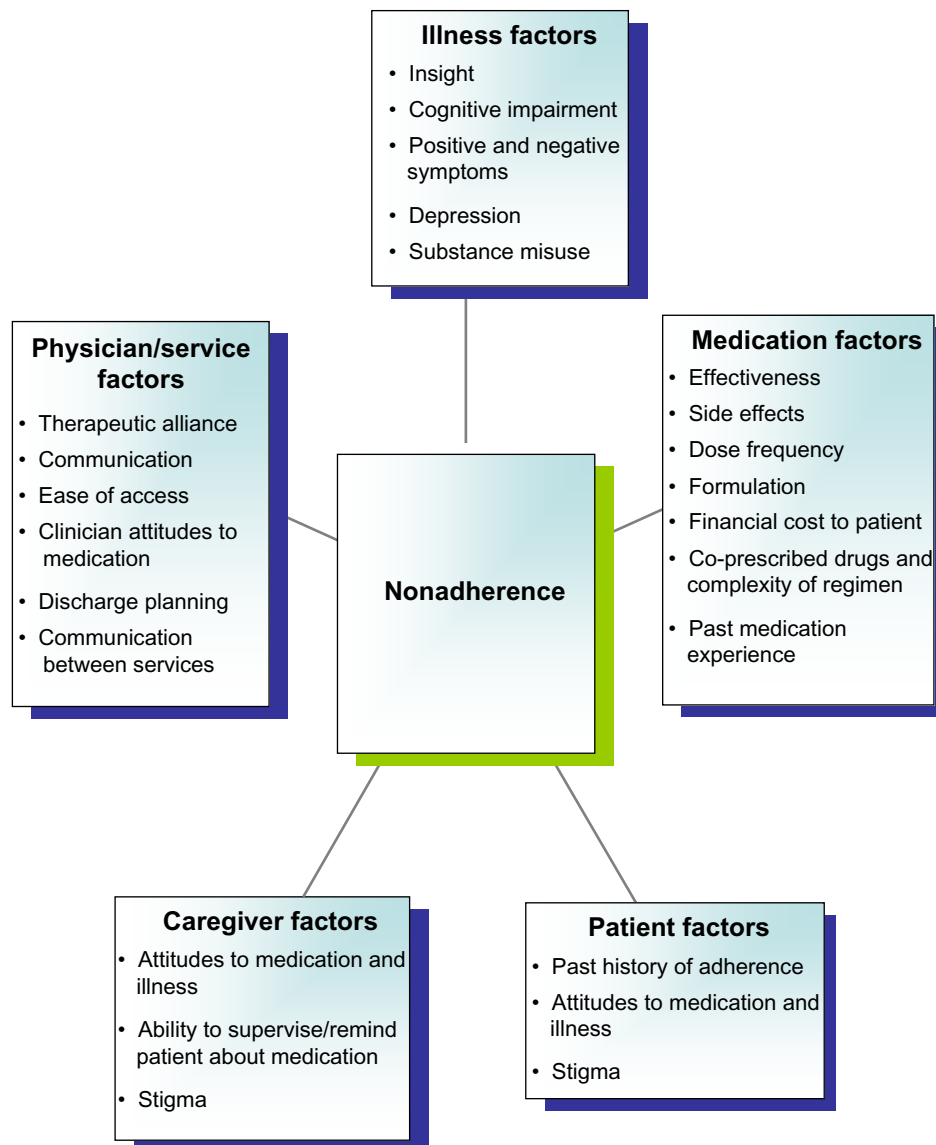 Illness factors
• Insight
• Cognitive impairment
• Positive and negative
symptoms
• Depression
• Substance misuse
Physician/service
factors
• Therapeutic alliance
• Communication
• Ease of access
• Clinician attitudes to
medication
• Discharge planning
• Communication
between services
Nonadherence
Medication factors
• Effectiveness
• Side effects
• Dose frequency
• Formulation
• Financial cost to patient
• Co-prescribed drugs and
complexity of regimen
• Past medication
experience
Caregiver factors
• Attitudes to medication and
illness
• Ability to supervise/remind
patient about medication
• Stigma
Patient factors
• Past history of adherence
• Attitudes to medication and
illness
• Stigma